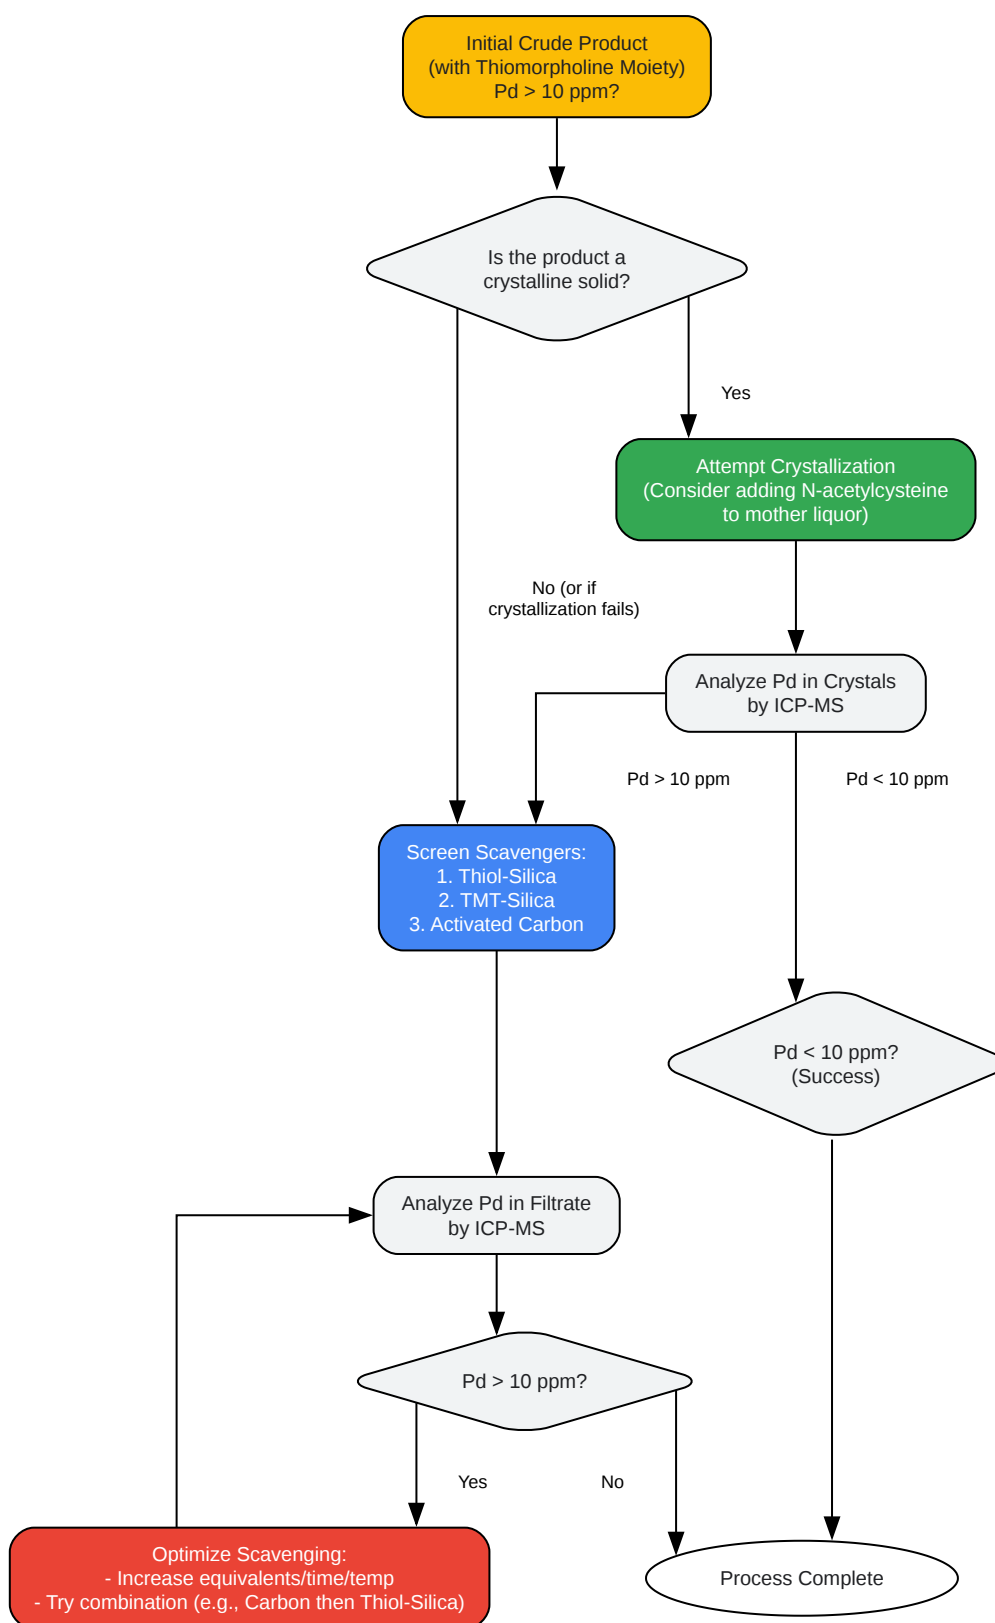 Initial Crude Product
(with Thiomorpholine Moiety)
Pd > 10 ppm?
Is the product a
crystalline solid?
Yes
Attempt Crystallization
(Consider adding N-acetylcysteine
to mother liquor)
No (or if
crystallization fails)
Analyze Pd in Crystals
by ICP-MS
Pd > 10 ppm
Pd < 10 ppm
Screen Scavengers:
1. Thiol-Silica
2. TMT-Silica
3. Activated Carbon
Pd < 10 ppm?
(Success)
Analyze Pd in Filtrate
by ICP-MS
Pd > 10 ppm?
Yes
No
Optimize Scavenging:
- Increase equivalents/time/temp
- Try combination (e.g., Carbon then Thiol-Silica)
Process Complete